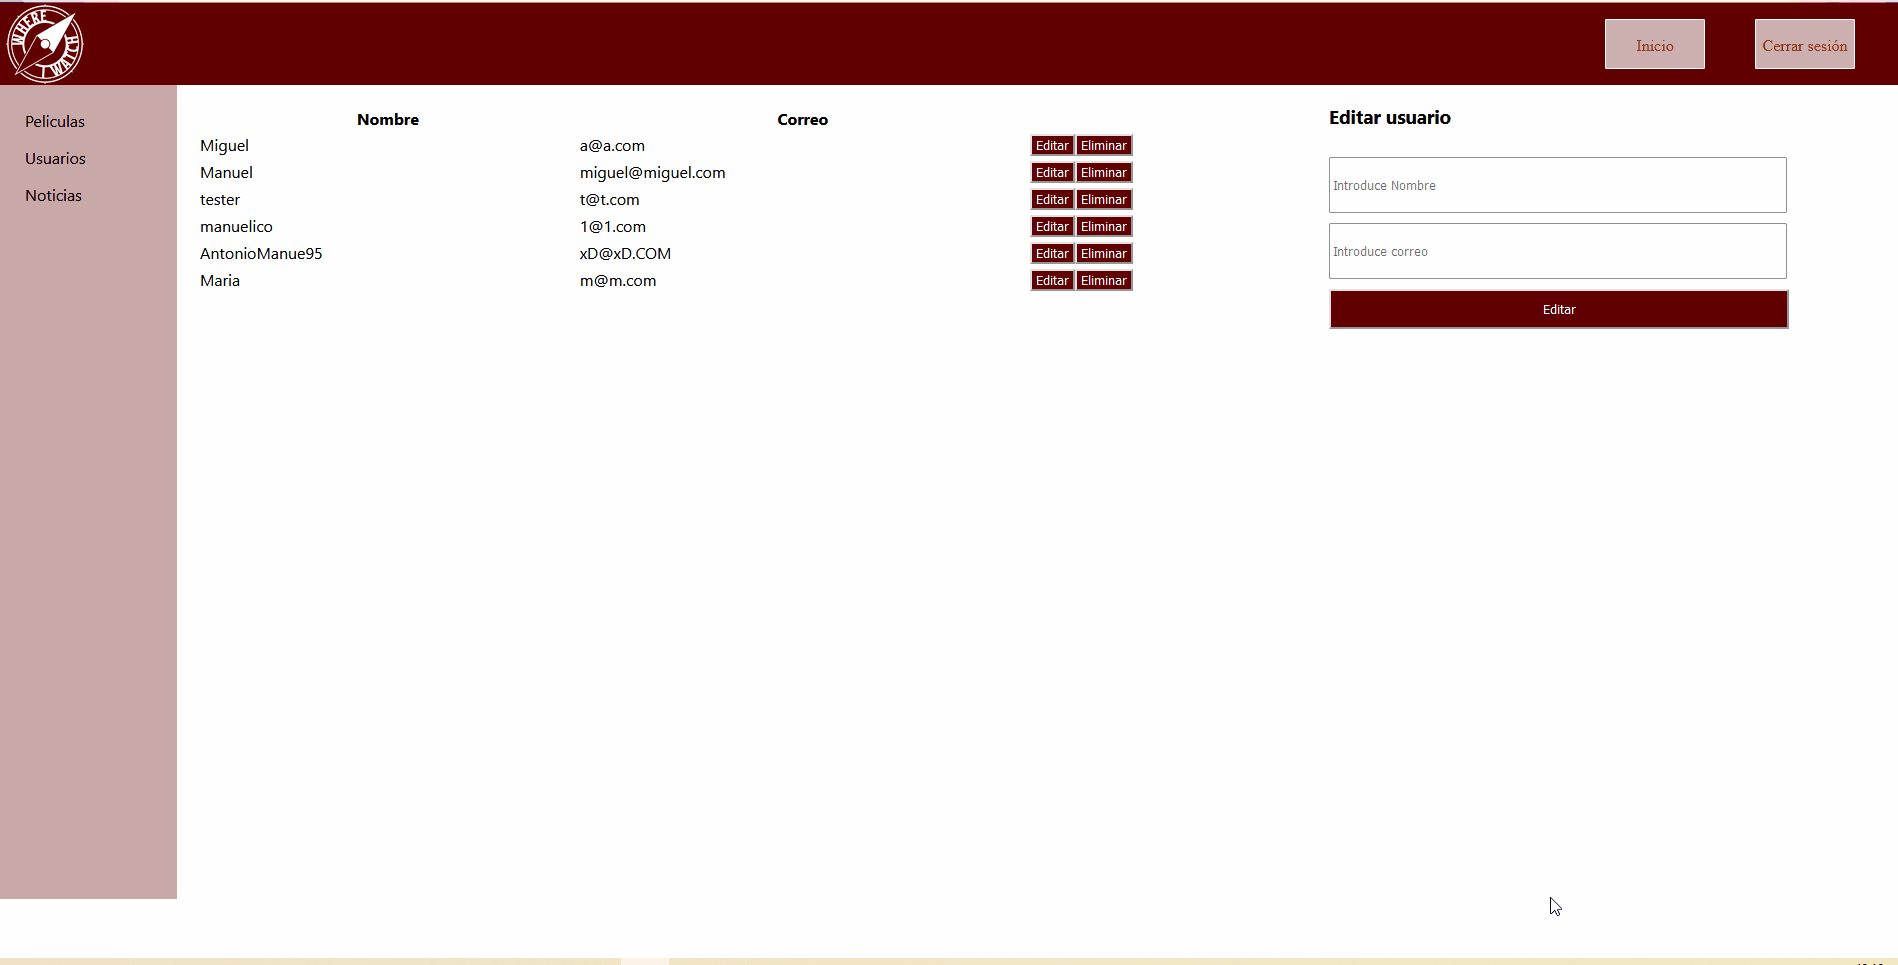 WHERE I WATCH
Inicio
Cerrar sesión
Peliculas
Usuarios
Noticias
Nombre Correo
Miguel a@a.com Editar Eliminar
Manuel miguel@miguel.com Editar Eliminar
tester t@t.com Editar Eliminar
manuelico 1@1.com Editar Eliminar
AntonioManue95 xD@xD.COM Editar Eliminar
Maria m@m.com Editar Eliminar
Editar usuario
Introduce Nombre
Introduce correo
Editar